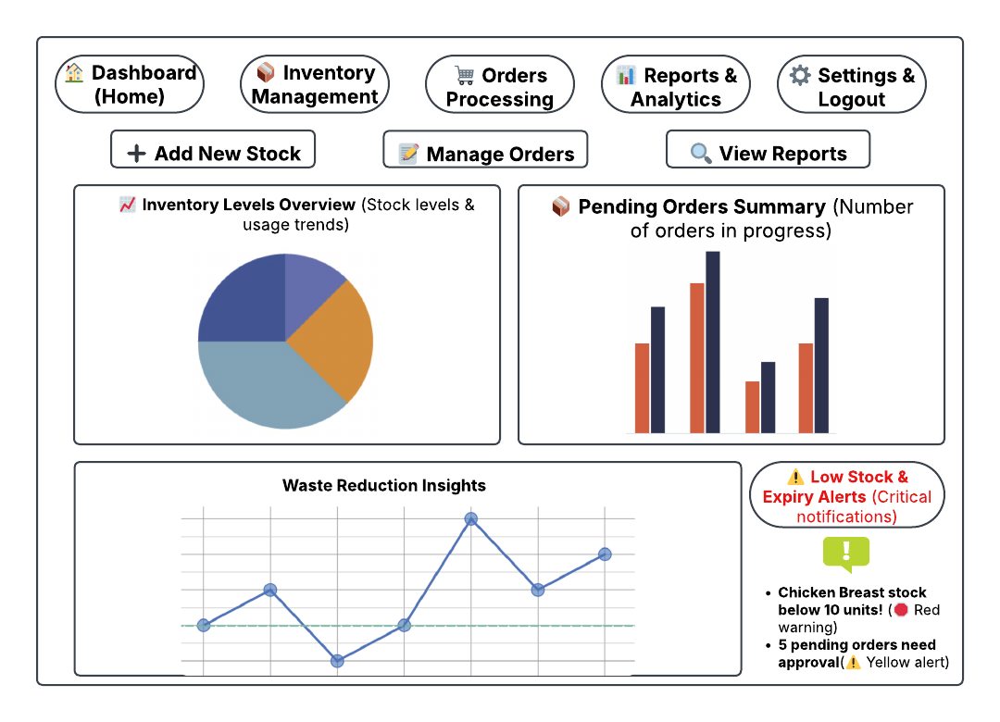 🏠 Dashboard
(Home)
📦 Inventory
Management
🛒 Orders
Processing
📊 Reports &
Analytics
⚙️ Settings &
Logout
➕ Add New Stock
📝 Manage Orders
🔍 View Reports
📈 Inventory Levels Overview (Stock levels &
usage trends)
📦 Pending Orders Summary (Number
of orders in progress)
Waste Reduction Insights
⚠️ Low Stock &
Expiry Alerts (Critical
notifications)
!
• Chicken Breast stock
below 10 units! (🛑 Red
warning)
• 5 pending orders need
approval(⚠️ Yellow alert)